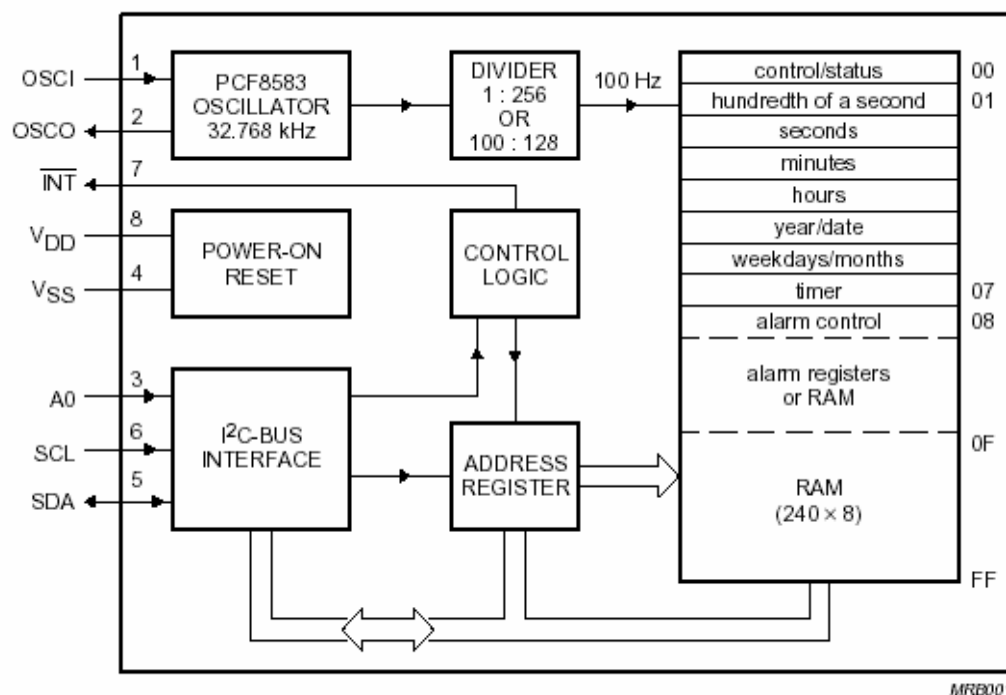 OSCI
1
OSCO
2
INT
7
VDD
8
VSS
4
A0
3
SCL
6
SDA
5
PCF8583
OSCILLATOR
32.768 kHz
DIVIDER
1 : 256
OR
100 : 128
100 Hz
POWER-ON
RESET
CONTROL
LOGIC
I2C-BUS
INTERFACE
ADDRESS
REGISTER
control/status
00
hundredth of a second
01
seconds
minutes
hours
year/date
weekdays/months
timer
07
alarm control
08
alarm registers
or RAM
0F
RAM
(240 × 8)
FF
MRB00